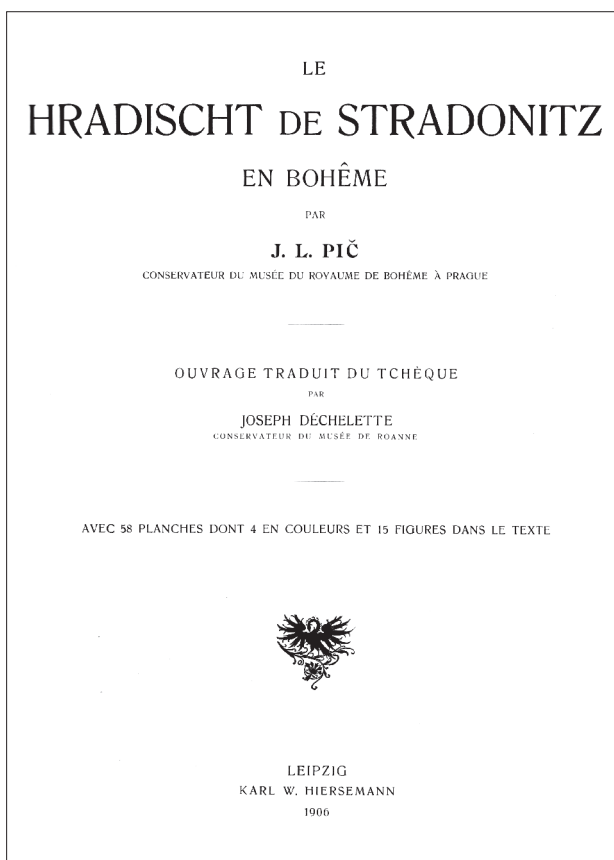 LE
HRADISCHT DE STRADONITZ
EN BOHÊME
PAR
J. L. PIČ
CONSERVATEUR DU MUSÉE DU ROYAUME DE BOHÊME À PRAGUE
OUVRAGE TRADUIT DU TCHÈQUE
PAR
JOSEPH DÉCHELETTE
CONSERVATEUR DU MUSÉE DE ROANNE
AVEC 58 PLANCHES DONT 4 EN COULEURS ET 15 FIGURES DANS LE TEXTE
LEIPZIG
KARL W. HIERSEMANN
1906